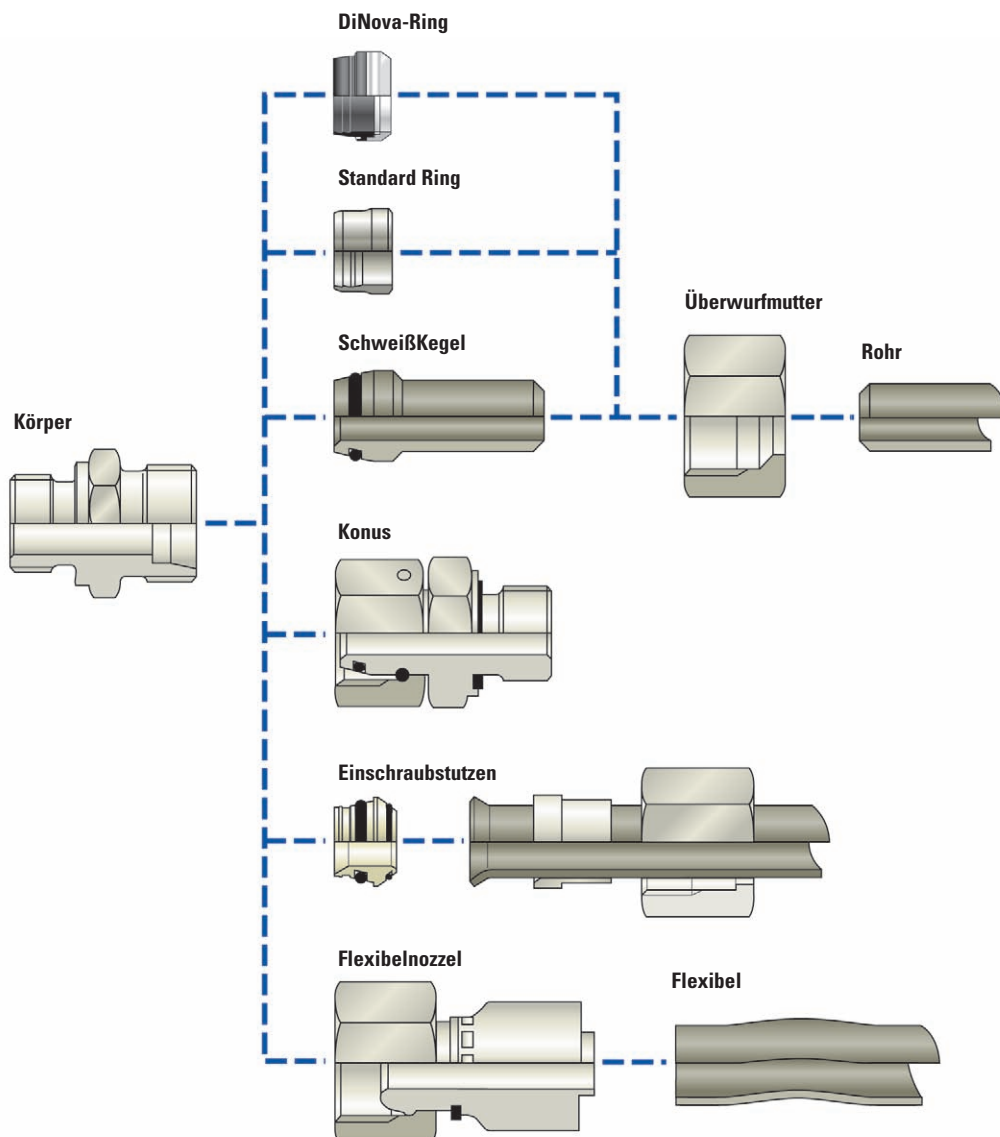 DiNova-Ring
Standard Ring
Überwurfmutter
SchweißKegel
Rohr
Körper
Konus
Einschraubstutzen
Flexibelnozzel
Flexibel